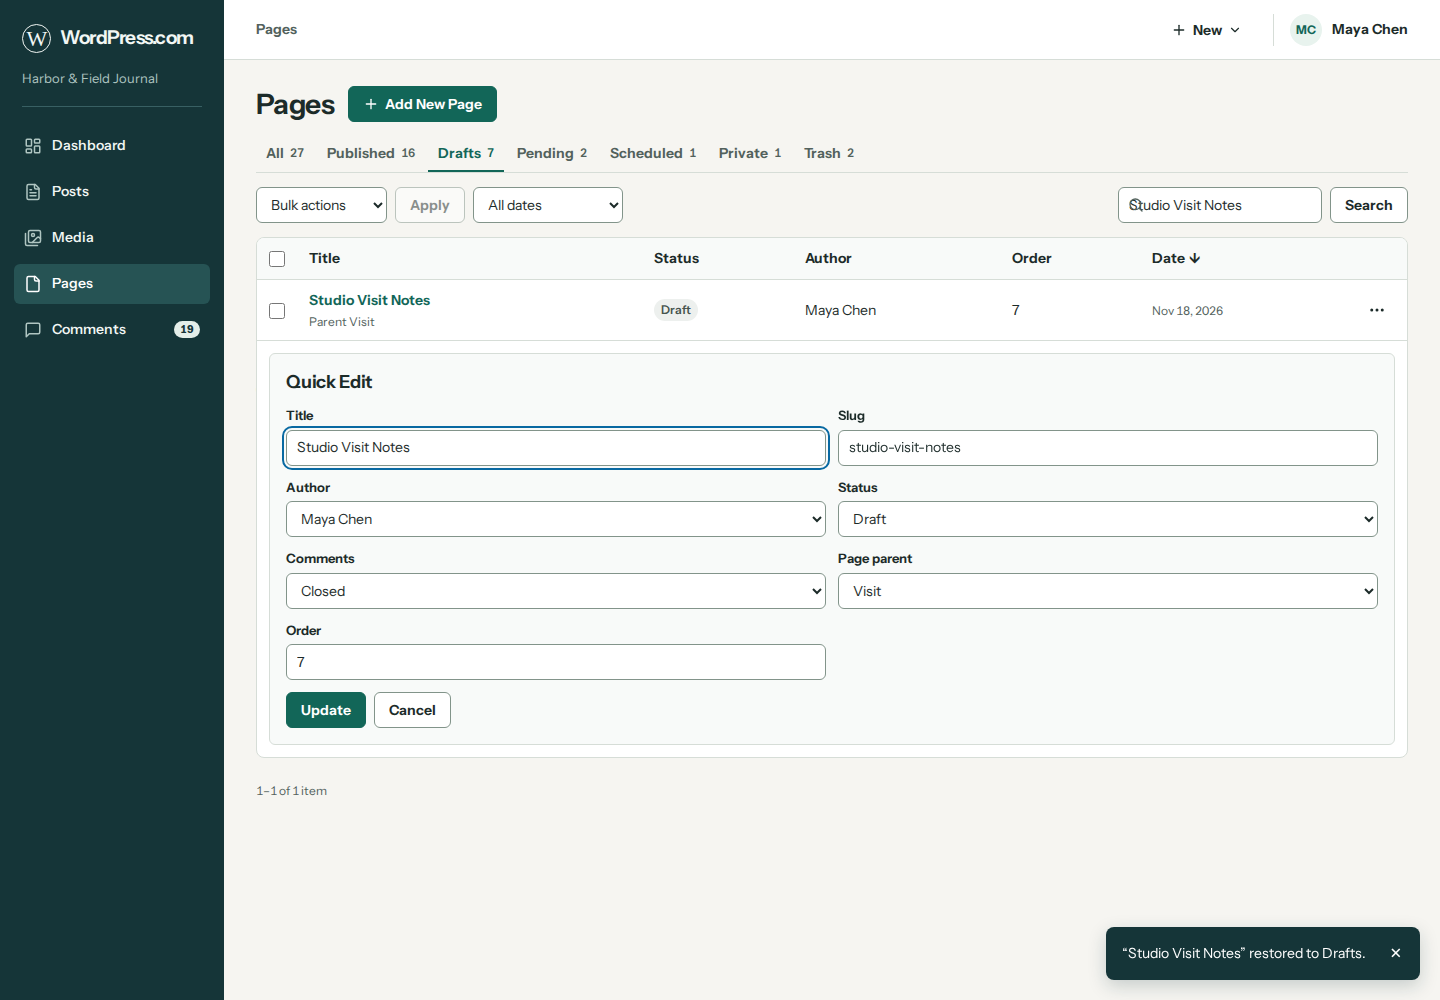 WordPress.com
Harbor & Field Journal
Dashboard
Posts
Media
Pages
Comments 19
Pages
New
MC Maya Chen
Pages
Add New Page
All 27 Published 16 Drafts 7 Pending 2 Scheduled 1 Private 1 Trash 2
Bulk actions Apply All dates Studio Visit Notes Search
Title Status Author Order Date
Studio Visit Notes
Parent Visit
Draft Maya Chen 7 Nov 18, 2026
Quick Edit
Title Slug
Studio Visit Notes studio-visit-notes
Author Status
Maya Chen Draft
Comments Page parent
Closed Visit
Order
7
Update Cancel
1–1 of 1 item
“Studio Visit Notes” restored to Drafts.